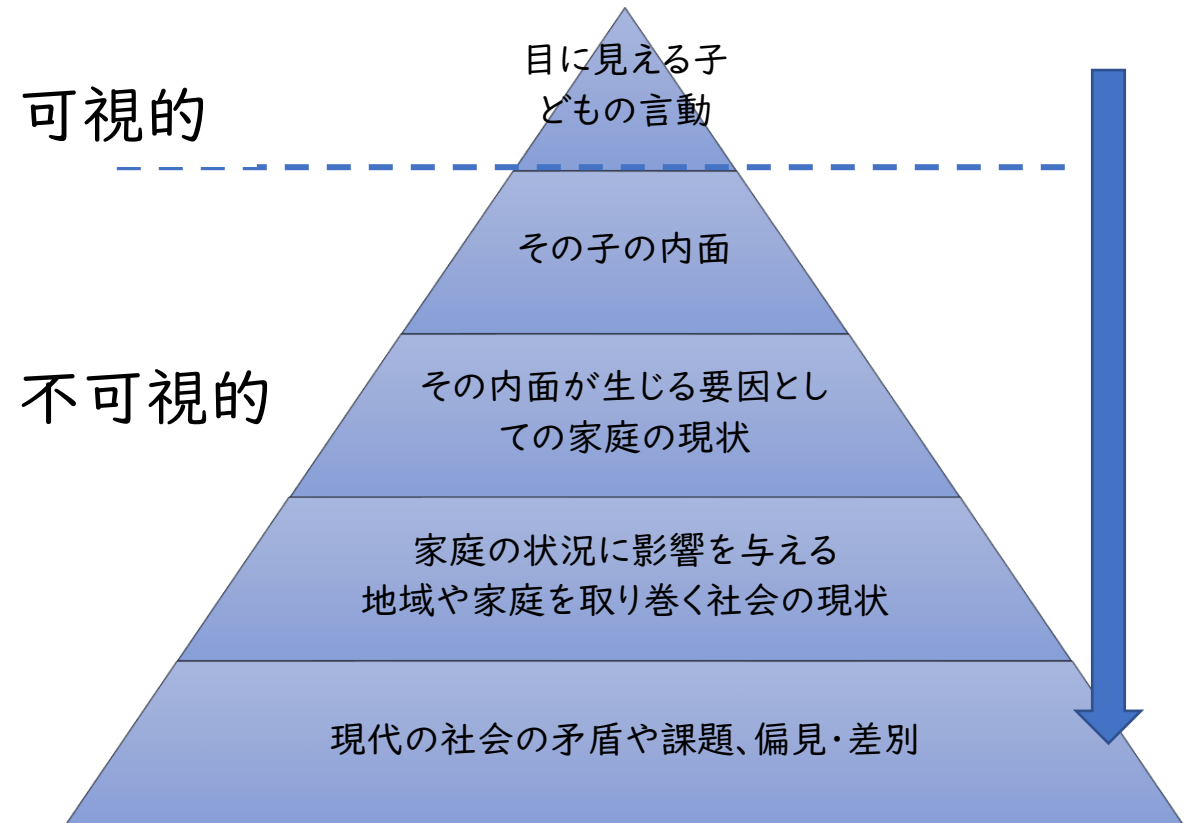 目に見える子
どもの言動
可視的
その子の内面
不可視的
その内面が生じる要因とし
ての家庭の現状
家庭の状況に影響を与える
地域や家庭を取り巻く社会の現状
現代の社会の矛盾や課題、偏見・差別